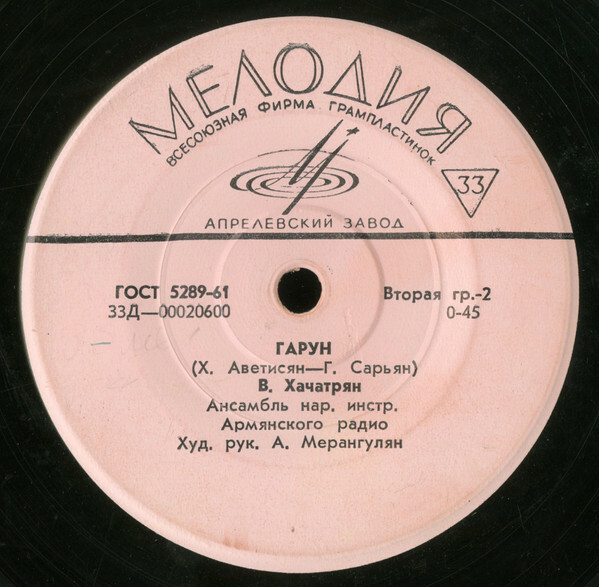 МЕЛОДИЯ
ВСЕСОЮЗНАЯ ФИРМА ГРАМПЛАСТИНОК
33
АПРЕЛЕВСКИЙ ЗАВОД
ГОСТ 5289-61 Вторая гр.-2
33Д—00020600 0-45
ГАРУН
(Х. Аветисян—Г. Сарьян)
В. Хачатрян
Ансамбль нар. инстр.
Армянского радио
Худ. рук. А. Мерангулян